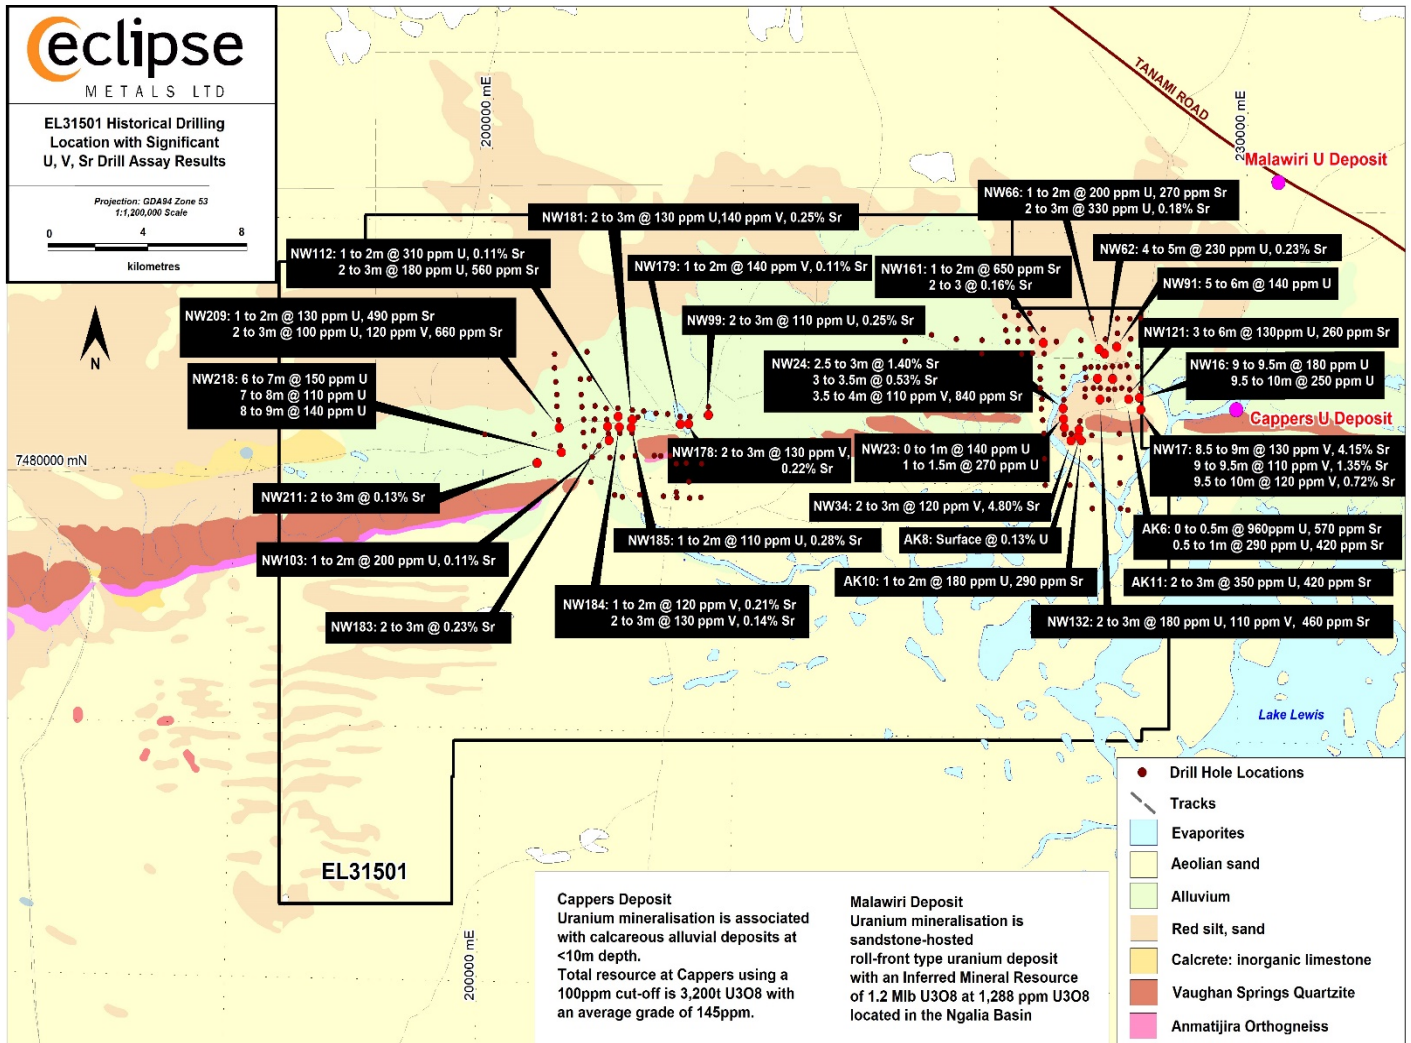 eclipse
METALS LTD
EL31501 Historical Drilling
Location with Significant
U, V, Sr Drill Assay Results
Projection: GDA94 Zone 53
1:1,200,000 Scale
0 4 8
kilometres
N
200000 mE
230000 mE
TANAMI ROAD
Malawiri U Deposit
NW66: 1 to 2m @ 200 ppm U, 270 ppm Sr
2 to 3m @ 330 ppm U, 0.18% Sr
NW181: 2 to 3m @ 130 ppm U,140 ppm V, 0.25% Sr
NW62: 4 to 5m @ 230 ppm U, 0.23% Sr
NW112: 1 to 2m @ 310 ppm U, 0.11% Sr
2 to 3m @ 180 ppm U, 560 ppm Sr
NW179: 1 to 2m @ 140 ppm V, 0.11% Sr
NW161: 1 to 2m @ 650 ppm Sr
2 to 3 @ 0.16% Sr
NW91: 5 to 6m @ 140 ppm U
NW209: 1 to 2m @ 130 ppm U, 490 ppm Sr
2 to 3m @ 100 ppm U, 120 ppm V, 660 ppm Sr
NW99: 2 to 3m @ 110 ppm U, 0.25% Sr
NW121: 3 to 6m @ 130ppm U, 260 ppm Sr
NW24: 2.5 to 3m @ 1.40% Sr
3 to 3.5m @ 0.53% Sr
3.5 to 4m @ 110 ppm V, 840 ppm Sr
NW16: 9 to 9.5m @ 180 ppm U
9.5 to 10m @ 250 ppm U
NW218: 6 to 7m @ 150 ppm U
7 to 8m @ 110 ppm U
8 to 9m @ 140 ppm U
Cappers U Deposit
7480000 mN
NW178: 2 to 3m @ 130 ppm V,
0.22% Sr
NW23: 0 to 1m @ 140 ppm U
1 to 1.5m @ 270 ppm U
NW17: 8.5 to 9m @ 130 ppm V, 4.15% Sr
9 to 9.5m @ 110 ppm V, 1.35% Sr
9.5 to 10m @ 120 ppm V, 0.72% Sr
NW211: 2 to 3m @ 0.13% Sr
NW34: 2 to 3m @ 120 ppm V, 4.80% Sr
NW185: 1 to 2m @ 110 ppm U, 0.28% Sr
AK8: Surface @ 0.13% U
AK6: 0 to 0.5m @ 960ppm U, 570 ppm Sr
0.5 to 1m @ 290 ppm U, 420 ppm Sr
NW103: 1 to 2m @ 200 ppm U, 0.11% Sr
AK10: 1 to 2m @ 180 ppm U, 290 ppm Sr
AK11: 2 to 3m @ 350 ppm U, 420 ppm Sr
NW184: 1 to 2m @ 120 ppm V, 0.21% Sr
2 to 3m @ 130 ppm V, 0.14% Sr
NW183: 2 to 3m @ 0.23% Sr
NW132: 2 to 3m @ 180 ppm U, 110 ppm V, 460 ppm Sr
Lake Lewis
EL31501
200000 mE
Cappers Deposit
Uranium mineralisation is associated
with calcareous alluvial deposits at
<10m depth.
Total resource at Cappers using a
100ppm cut-off is 3,200t U3O8 with
an average grade of 145ppm.
Malawiri Deposit
Uranium mineralisation is
sandstone-hosted
roll-front type uranium deposit
with an Inferred Mineral Resource
of 1.2 Mlb U3O8 at 1,288 ppm U3O8
located in the Ngalia Basin
Drill Hole Locations
Tracks
Evaporites
Aeolian sand
Alluvium
Red silt, sand
Calcrete: inorganic limestone
Vaughan Springs Quartzite
Anmatijira Orthogneiss